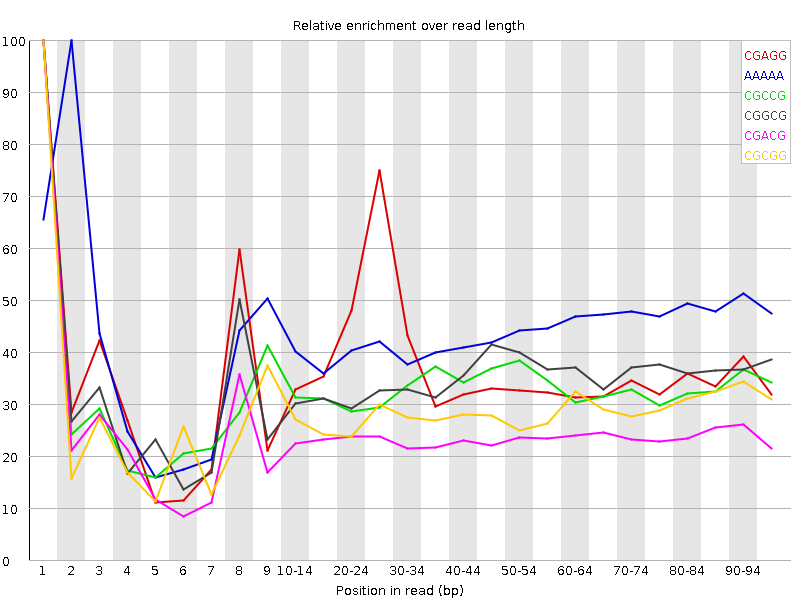 Relative enrichment over read length
100
90
80
70
60
50
40
30
20
10
0
CGAGG
AAAAA
CGCCG
CGGCG
CGACG
CGCGG
1 2 3 4 5 6 7 8 9 10-14 20-24 30-34 40-44 50-54 60-64 70-74 80-84 90-94
Position in read (bp)